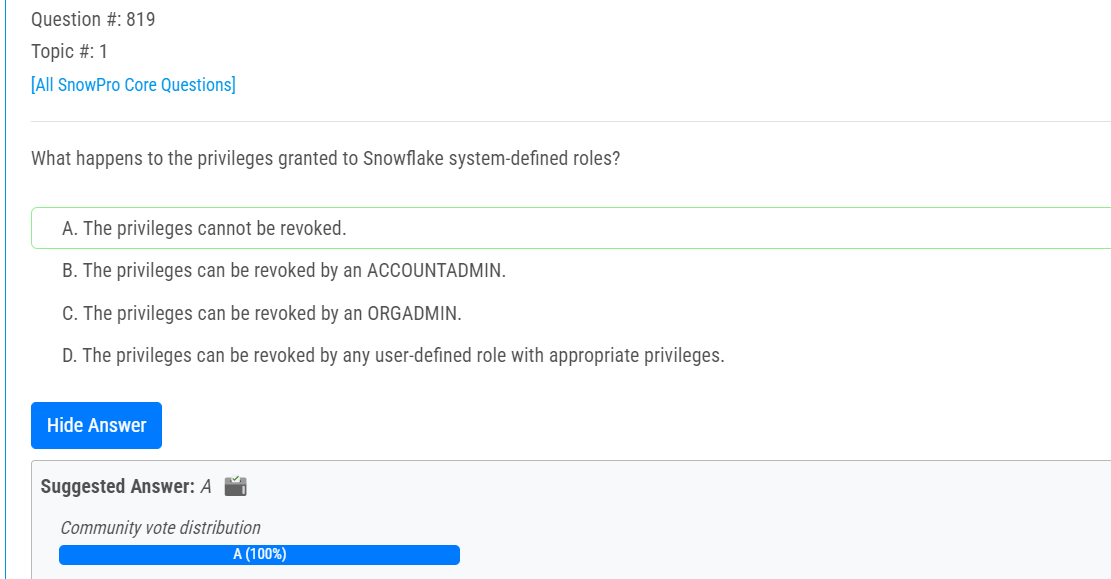 Question #: 819
Topic #: 1
[All SnowPro Core Questions]
What happens to the privileges granted to Snowflake system-defined roles?
A. The privileges cannot be revoked.
B. The privileges can be revoked by an ACCOUNTADMIN.
C. The privileges can be revoked by an ORGADMIN.
D. The privileges can be revoked by any user-defined role with appropriate privileges.
Hide Answer
Suggested Answer: A
Community vote distribution
A (100%)